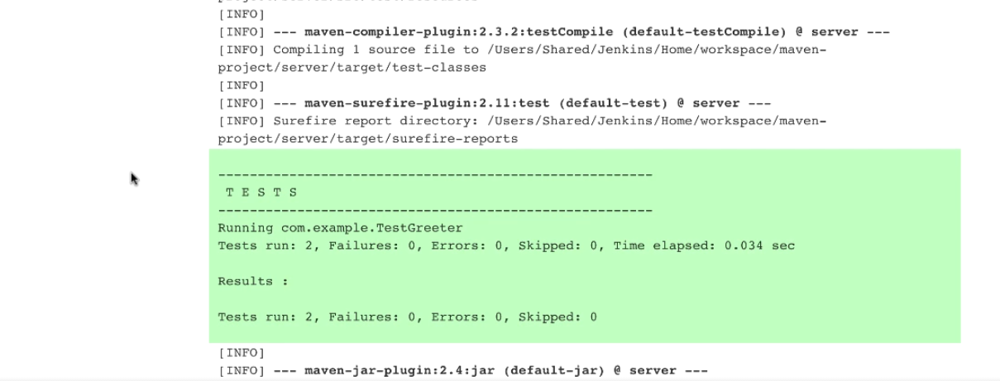 [INFO]
[INFO] --- maven-compiler-plugin:2.3.2:testCompile (default-testCompile) @ server ---
[INFO] Compiling 1 source file to /Users/Shared/Jenkins/Home/workspace/maven-
project/server/target/test-classes
[INFO]
[INFO] --- maven-surefire-plugin:2.11:test (default-test) @ server ---
[INFO] Surefire report directory: /Users/Shared/Jenkins/Home/workspace/maven-
project/server/target/surefire-reports
-------------------------------------------------------
T E S T S
-------------------------------------------------------
Running com.example.TestGreeter
Tests run: 2, Failures: 0, Errors: 0, Skipped: 0, Time elapsed: 0.034 sec
Results :
Tests run: 2, Failures: 0, Errors: 0, Skipped: 0
[INFO]
[INFO] --- maven-jar-plugin:2.4:jar (default-jar) @ server ---